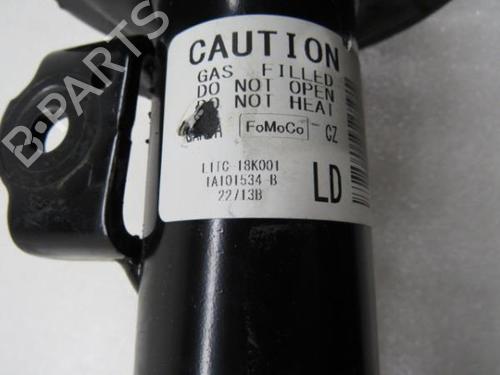 CAUTION
GAS FILLED
DO NOT OPEN
DO NOT HEAT
FoMoCo -CZ
L1TC-18K001
1A101534-B
22/13B
LD
B-PARTS